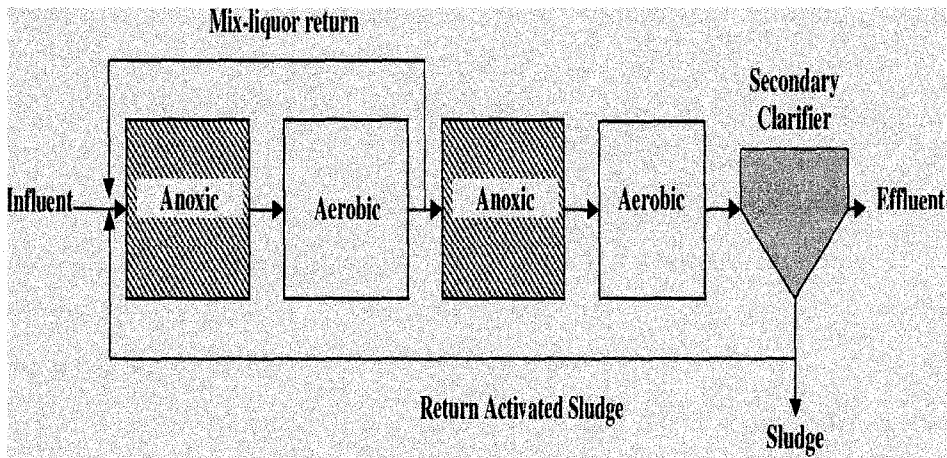 Mix-liquor return
Secondary
Clarifier
Influent
Anoxic
Aerobic
Anoxic
Aerobic
Effluent
Return Activated Sludge
Sludge